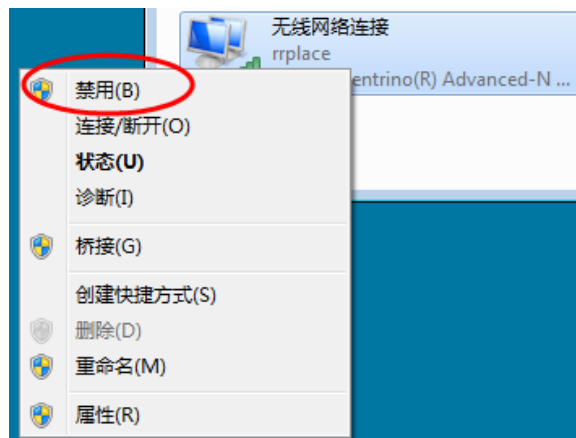 无线网络连接
rrplace
entrino(R) Advanced-N ...
禁用(B)
连接/断开(O)
状态(U)
诊断(I)
桥接(G)
创建快捷方式(S)
删除(D)
重命名(M)
属性(R)